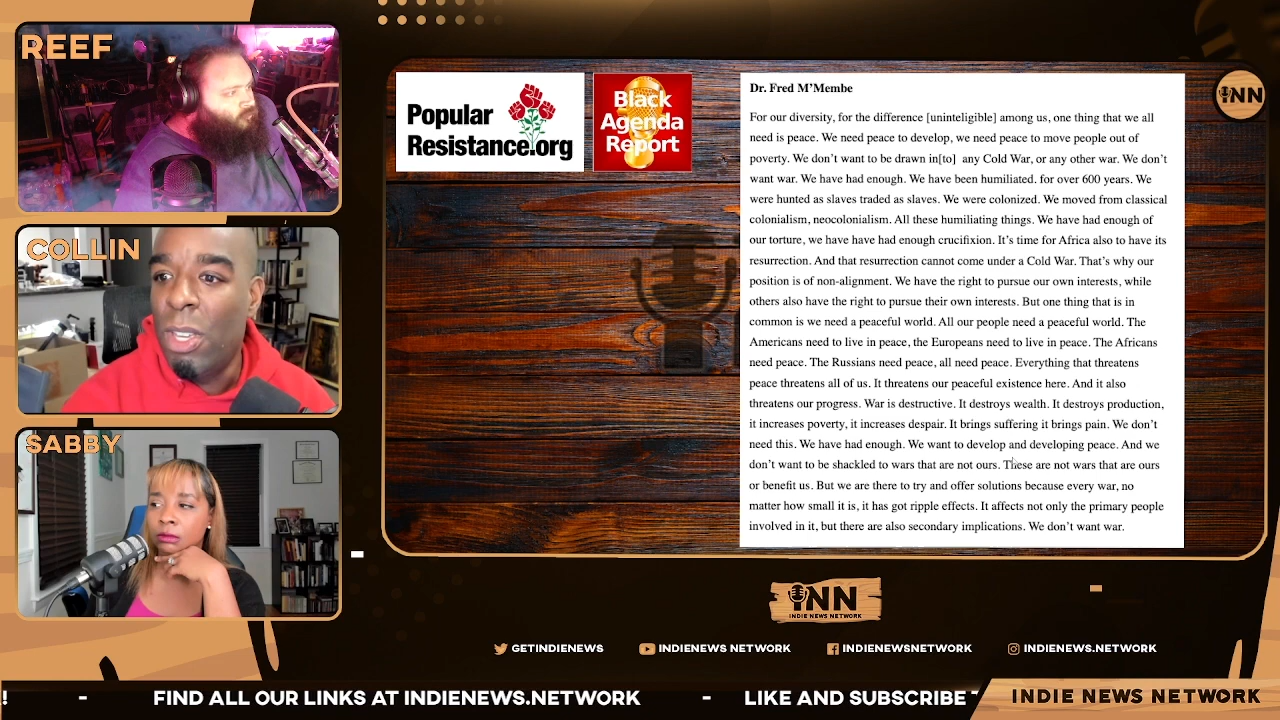 REEF
COLLIN
SABBY
Popular
Resistance.org
Black
Agenda
Report
Dr. Fred M’Membe
For our diversity, for the difference [uninteligible] among us, one thing that we all
need is peace. We need peace to develop, we need peace to move people out of
poverty. We don’t want to be drawn in[to] any Cold War, or any other war. We don’t
want war. We have had enough. We have been humiliated. for over 600 years. We
were hunted as slaves traded as slaves. We were colonized. We moved from classical
colonialism, neocolonialism. All these humiliating things. We have had enough of
our torture, we have have had enough crucifixion. It’s time for Africa also to have its
resurrection. And that resurrection cannot come under a Cold War. That’s why our
position is of non-alignment. We have the right to pursue our own interests, while
others also have the right to pursue their own interests. But one thing that is in
common is we need a peaceful world. All our people need a peaceful world. The
Americans need to live in peace, the Europeans need to live in peace. The Africans
need peace. The Russians need peace, all need peace. Everything that threatens
peace threatens all of us. It threatens our peaceful existence here. And it also
threatens our progress. War is destructive. It destroys wealth. It destroys production,
it increases poverty, it increases despair. It brings suffering it brings pain. We don’t
need this. We have had enough. We want to develop and developing peace. And we
don’t want to be shackled to wars that are not ours. These are not wars that are ours
or benefit us. But we are there to try and offer solutions because every war, no
matter how small it is, it has got ripple effects. It affects not only the primary people
involved in it, but there are also secondary implications. We don’t want war.
INN
INN
INDIE NEWS NETWORK
GETINDIENEWS
INDIENEWS NETWORK
INDIENEWSNETWORK
INDIENEWS.NETWORK
! - FIND ALL OUR LINKS AT INDIENEWS.NETWORK - LIKE AND SUBSCRIBE
INDIE NEWS NETWORK